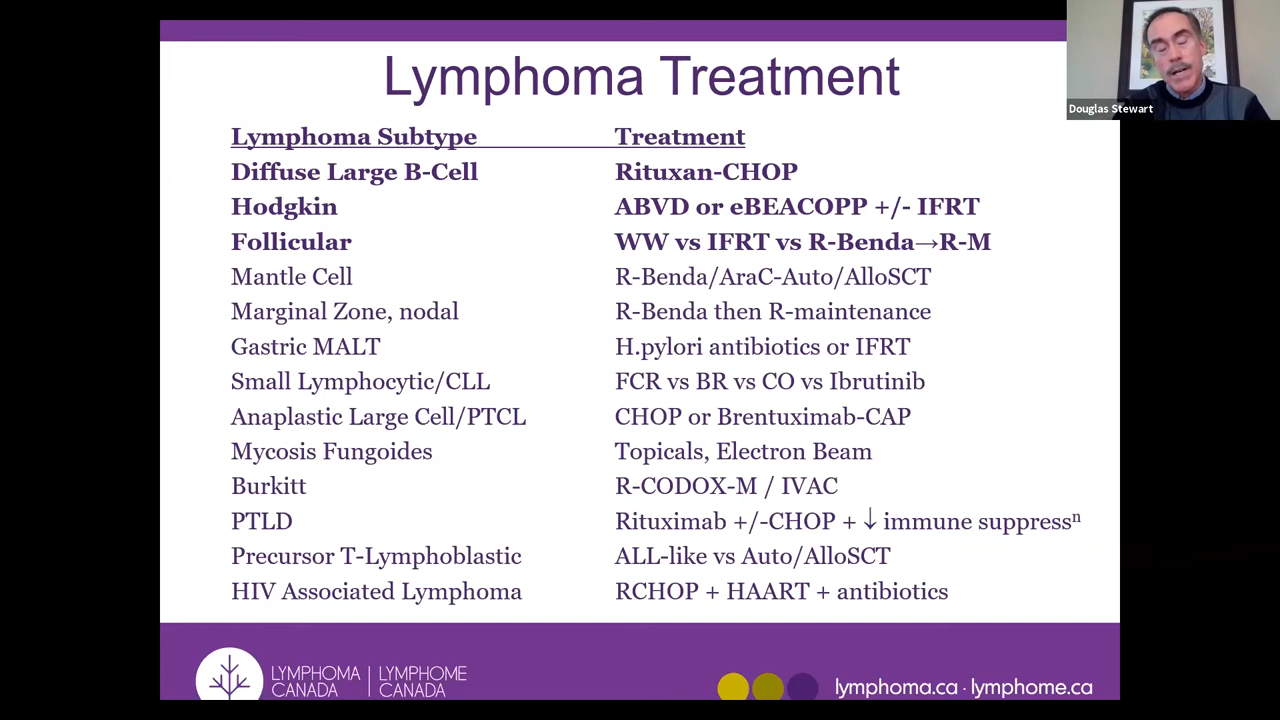 Lymphoma Treatment
Douglas Stewart
Lymphoma Subtype Treatment
Diffuse Large B-Cell Rituxan-CHOP
Hodgkin ABVD or eBEACOPP +/- IFRT
Follicular WW vs IFRT vs R-Benda→R-M
Mantle Cell R-Benda/AraC-Auto/AlloSCT
Marginal Zone, nodal R-Benda then R-maintenance
Gastric MALT H.pylori antibiotics or IFRT
Small Lymphocytic/CLL FCR vs BR vs CO vs Ibrutinib
Anaplastic Large Cell/PTCL CHOP or Brentuximab-CAP
Mycosis Fungoides Topicals, Electron Beam
Burkitt R-CODOX-M / IVAC
PTLD Rituximab +/-CHOP + ↓ immune suppressⁿ
Precursor T-Lymphoblastic ALL-like vs Auto/AlloSCT
HIV Associated Lymphoma RCHOP + HAART + antibiotics
LYMPHOMA CANADA | LYMPHOME CANADA
lymphoma.ca · lymphome.ca